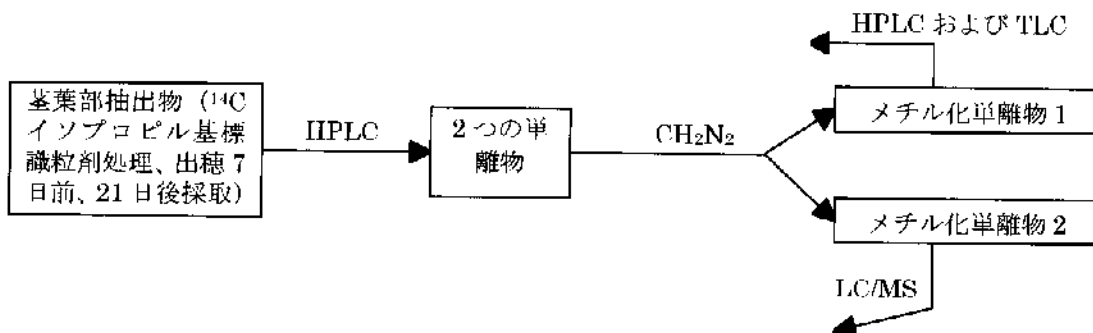 HPLC および TLC
茎葉部抽出物（¹⁴C
イソプコピル基標
識粒剤処理、出穂 7
日前、21 日後採取）
HPLC
2 つの単
離物
CH₂N₂
メチル化単離物 1
メチル化単離物 2
LC/MS